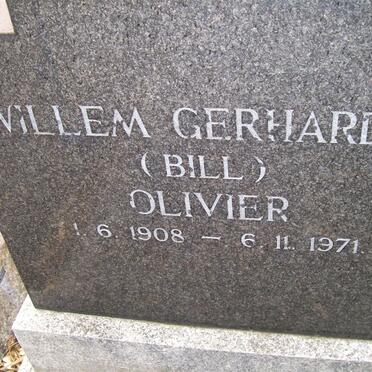 WILLEM GERHARD
(BILL)
OLIVIER
1.6.1908 – 6.11.1971.